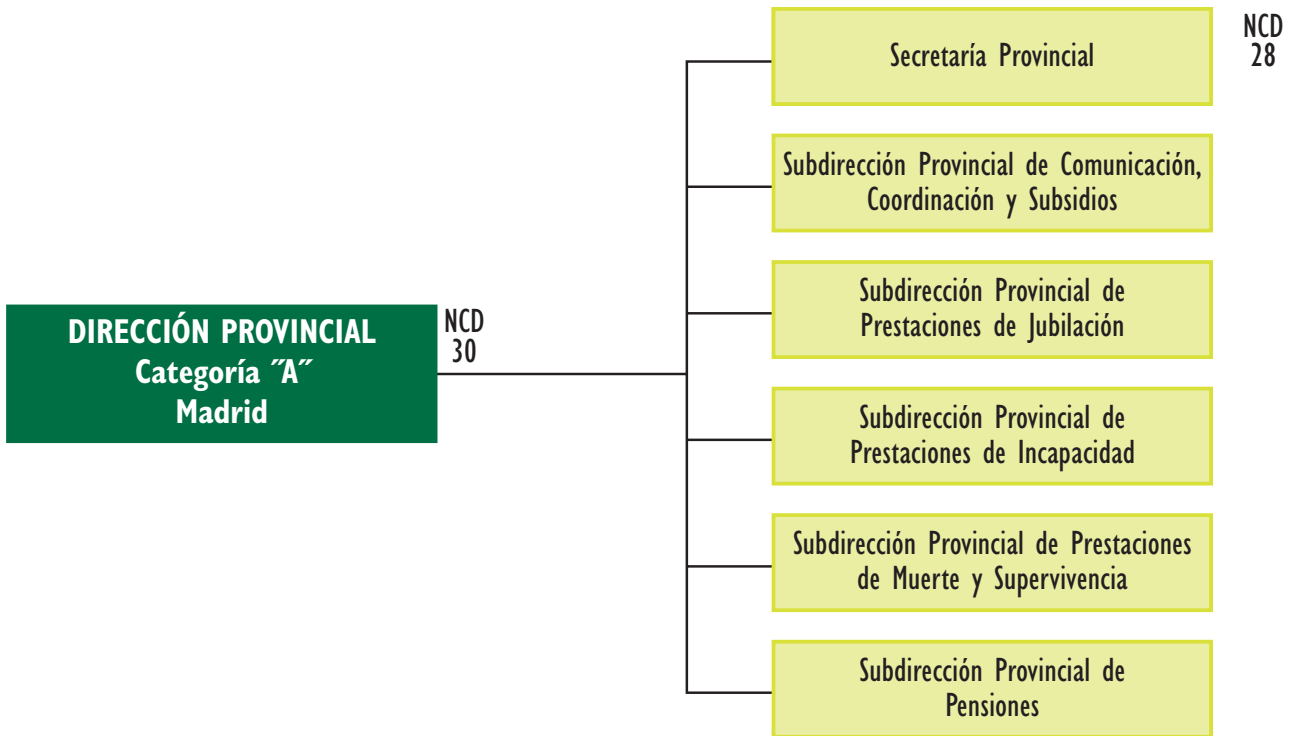 Secretaría Provincial
NCD
28
Subdirección Provincial de Comunicación,
Coordinación y Subsidios
Subdirección Provincial de
Prestaciones de Jubilación
DIRECCIÓN PROVINCIAL
Categoría ˝A˝
Madrid
NCD
30
Subdirección Provincial de
Prestaciones de Incapacidad
Subdirección Provincial de Prestaciones
de Muerte y Supervivencia
Subdirección Provincial de
Pensiones